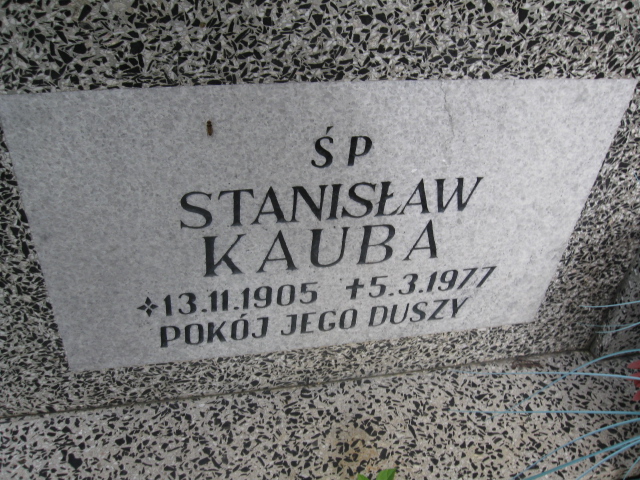 ŚP
STANISŁAW
KAUBA
✤13.11.1905 ✝5.3.1977
POKÓJ JEGO DUSZY